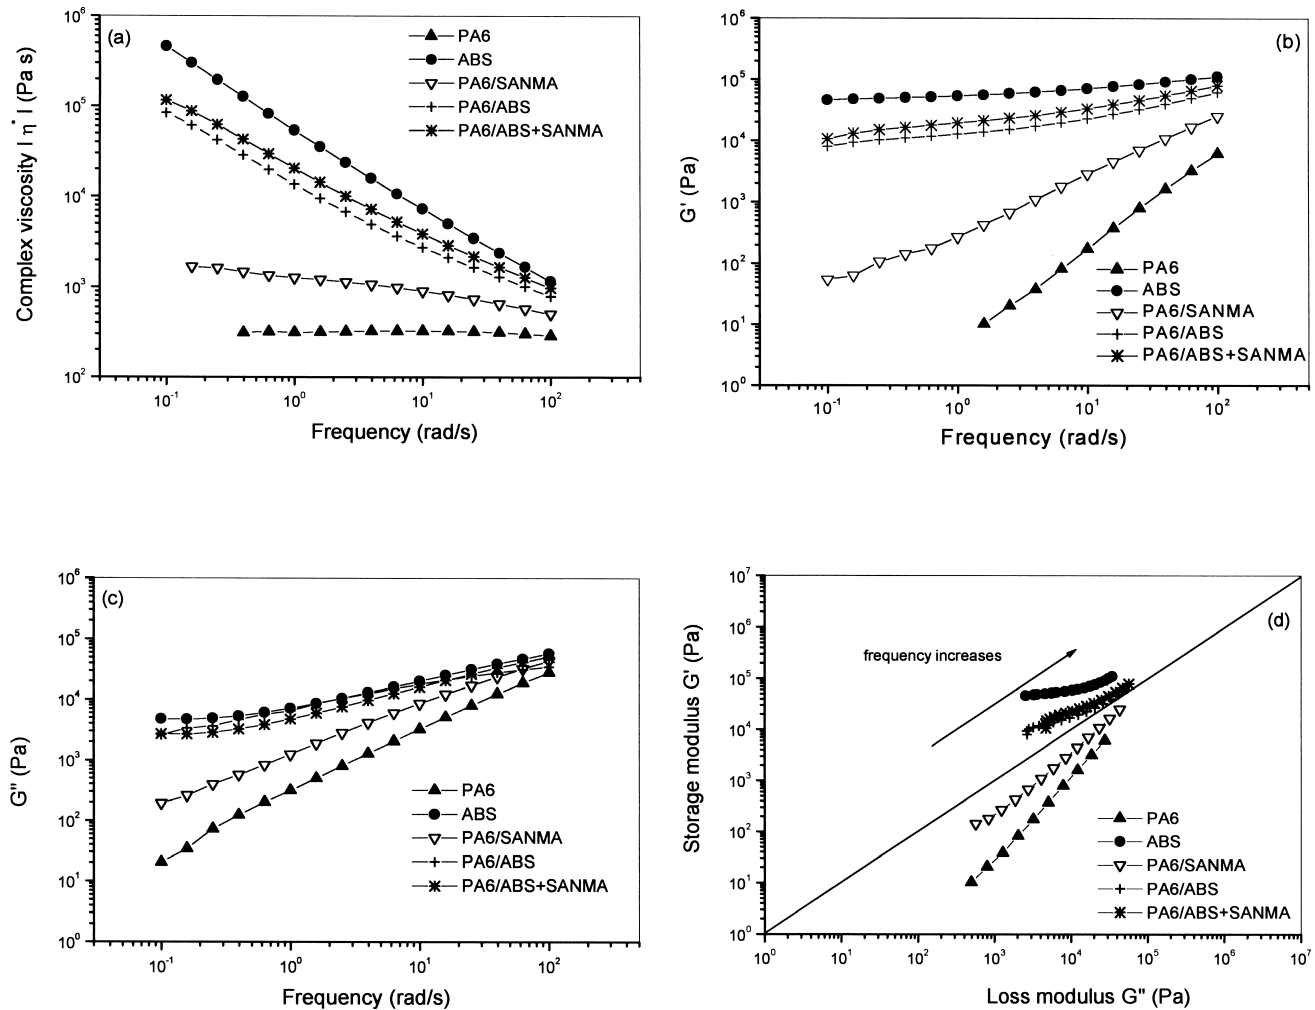 (a)
10⁶
10⁵
10⁴
10³
10²
Complex viscosity | η* | (Pa s)
PA6
ABS
PA6/SANMA
PA6/ABS
PA6/ABS+SANMA
10⁻¹ 10⁰ 10¹ 10²
Frequency (rad/s)
(b)
10⁶
10⁵
10⁴
10³
10²
10¹
10⁰
G' (Pa)
PA6
ABS
PA6/SANMA
PA6/ABS
PA6/ABS+SANMA
10⁻¹ 10⁰ 10¹ 10²
Frequency (rad/s)
(c)
10⁶
10⁵
10⁴
10³
10²
10¹
10⁰
G'' (Pa)
PA6
ABS
PA6/SANMA
PA6/ABS
PA6/ABS+SANMA
10⁻¹ 10⁰ 10¹ 10²
Frequency (rad/s)
(d)
10⁷
10⁶
10⁵
10⁴
10³
10²
10¹
10⁰
Storage modulus G' (Pa)
frequency increases
PA6
ABS
PA6/SANMA
PA6/ABS
PA6/ABS+SANMA
10⁰ 10¹ 10² 10³ 10⁴ 10⁵ 10⁶ 10⁷
Loss modulus G" (Pa)